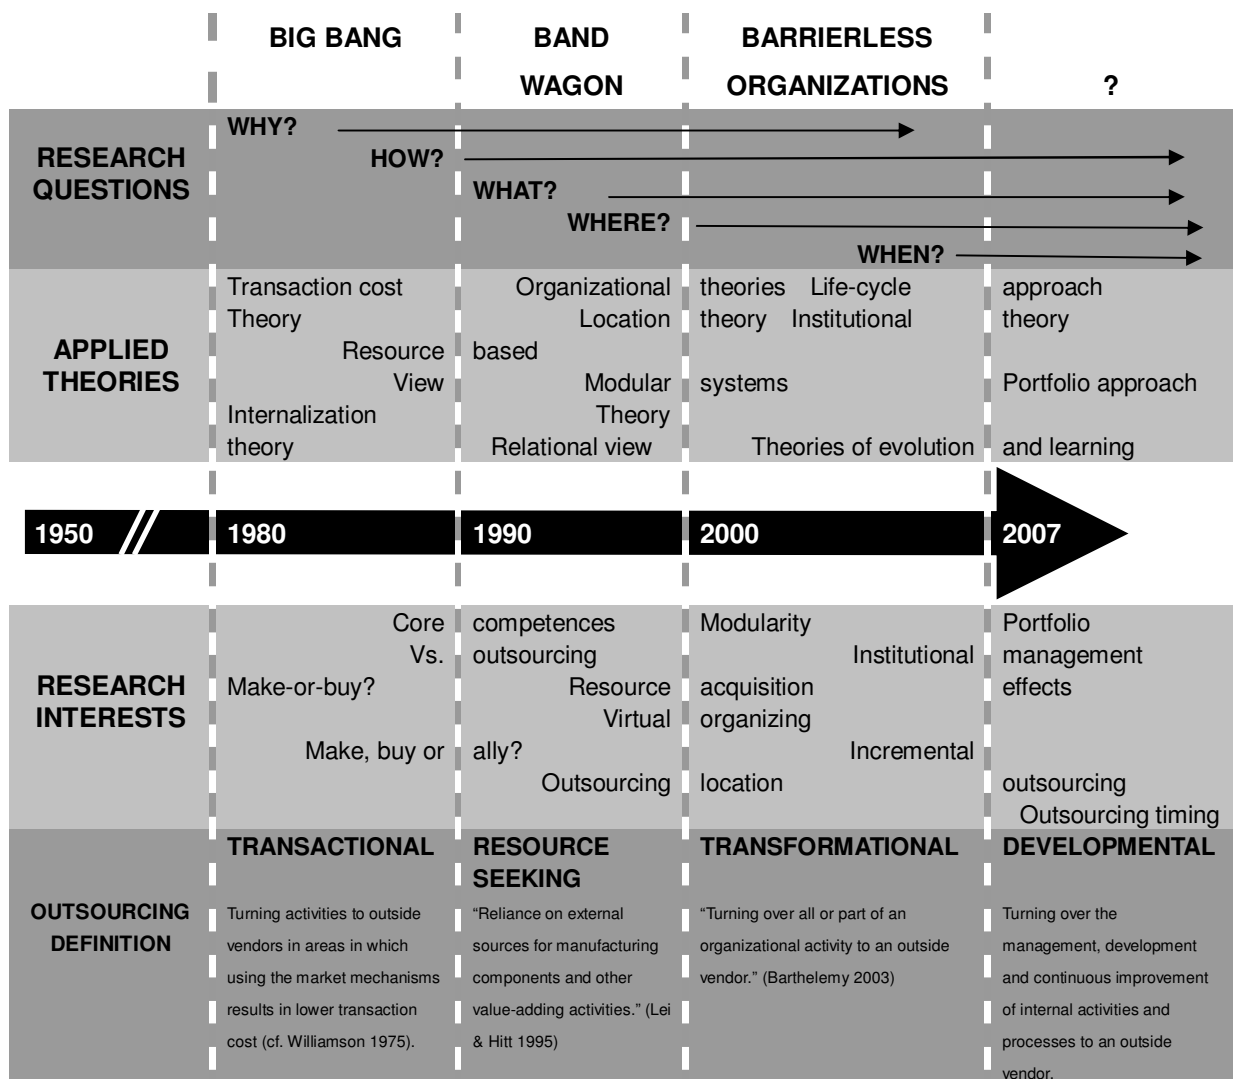 BIG BANG BAND BARRIERLESS
WAGON ORGANIZATIONS ?
WHY?
RESEARCH HOW?
QUESTIONS WHAT?
WHERE?
WHEN?
Transaction cost Organizational theories Life-cycle approach
Theory Location theory Institutional theory
APPLIED Resource based
THEORIES View Modular systems Portfolio approach
Internalization Theory
theory Relational view Theories of evolution and learning
1950 1980 1990 2000 2007
Core competences Modularity Portfolio
Vs. outsourcing Institutional management
RESEARCH Make-or-buy? Resource acquisition effects
INTERESTS Virtual organizing
Make, buy or ally? Incremental
Outsourcing location outsourcing
Outsourcing timing
TRANSACTIONAL RESOURCE TRANSFORMATIONAL DEVELOPMENTAL
SEEKING
OUTSOURCING Turning activities to outside “Reliance on external “Turning over all or part of an Turning over the
DEFINITION vendors in areas in which sources for manufacturing organizational activity to an outside management, development
using the market mechanisms components and other vendor.” (Barthelemy 2003) and continuous improvement
results in lower transaction value-adding activities.” (Lei of internal activities and
cost (cf. Williamson 1975). & Hitt 1995) processes to an outside
vendor.